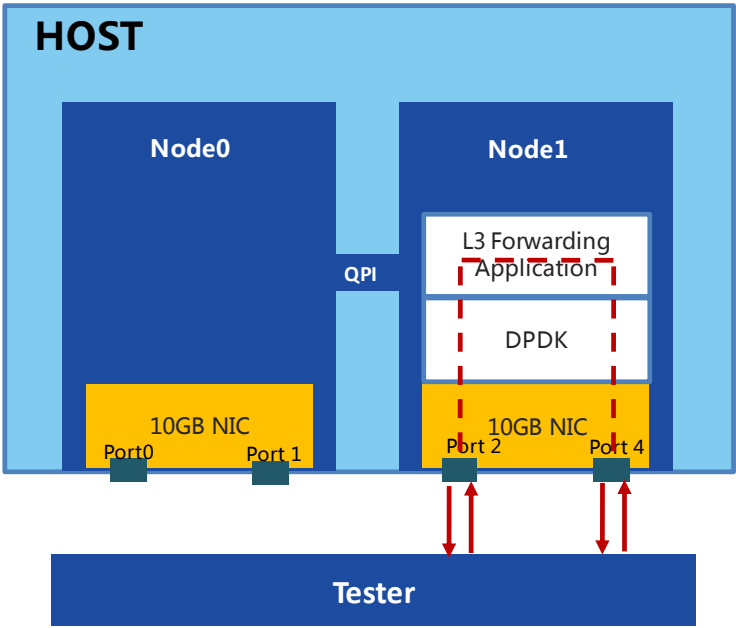 HOST
Node0
Node1
L3 Forwarding
Application
QPI
DPDK
10GB NIC
Port0
Port 1
10GB NIC
Port 2
Port 4
Tester